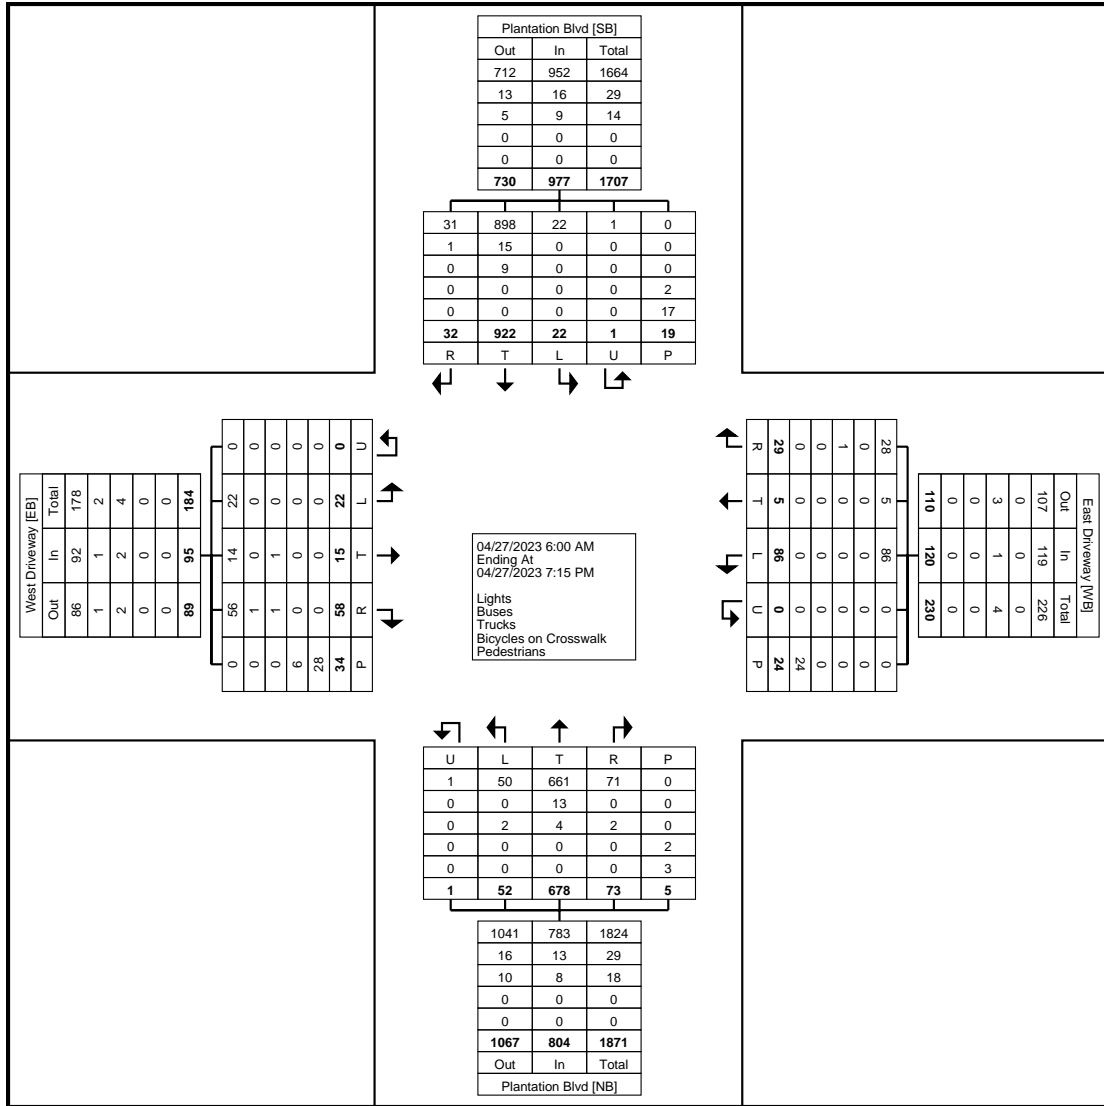 Plantation Blvd [SB]
Out In Total
712 952 1664
13 16 29
5 9 14
0 0 0
0 0 0
730 977 1707
31 898 22 1 0
1 15 0 0 0
0 9 0 0 0
0 0 0 0 2
0 0 0 0 17
32 922 22 1 19
R T L U P
West Driveway [EB]
Total In Out
178 92 86
2 1 1
4 2 2
0 0 0
0 0 0
184 95 89
0 22 14 56 0
0 0 0 1 0
0 0 1 1 0
0 0 0 0 6
0 0 0 0 28
0 22 15 58 34
U L T R P
04/27/2023 6:00 AM
Ending At
04/27/2023 7:15 PM
Lights
Buses
Trucks
Bicycles on Crosswalk
Pedestrians
East Driveway [WB]
Out In Total
107 119 226
0 0 0
3 1 4
0 0 0
0 0 0
110 120 230
28 5 86 0 0
0 0 0 0 0
1 0 0 0 0
0 0 0 0 0
0 0 0 0 24
29 5 86 0 24
R T L U P
U L T R P
1 50 661 71 0
0 0 13 0 0
0 2 4 2 0
0 0 0 0 2
0 0 0 0 3
1 52 678 73 5
1041 783 1824
16 13 29
10 8 18
0 0 0
0 0 0
1067 804 1871
Out In Total
Plantation Blvd [NB]